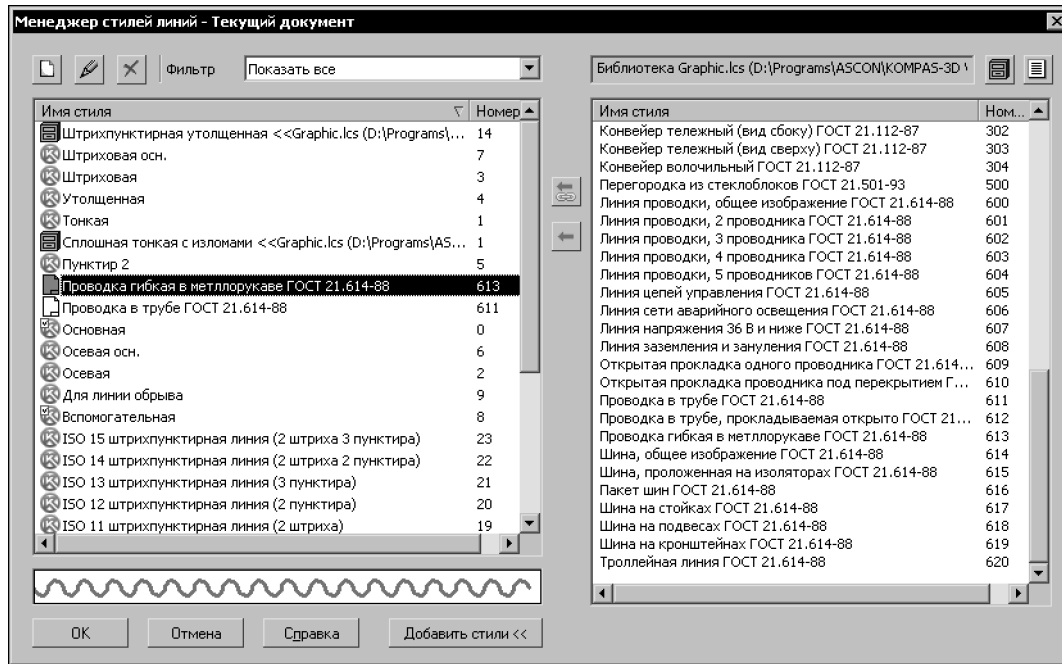 Менеджер стилей линий - Текущий документ
Фильтр
Показать все
Библиотека Graphic.lcs (D:\Programs\ASCON\KOMPAS-3D
Имя стиля Номер
Штрихпунктирная утолщенная <<Graphic.lcs (D:\Programs\... 14
Штриховая осн. 7
Штриховая 3
Утолщенная 4
Тонкая 1
Сплошная тонкая с изломами <<Graphic.lcs (D:\Programs\AS... 1
Пунктир 2 5
Проводка гибкая в метллорукаве ГОСТ 21.614-88 613
Проводка в трубе ГОСТ 21.614-88 611
Основная 0
Осевая осн. 6
Осевая 2
Для линии обрыва 9
Вспомогательная 8
ISO 15 штрихпунктирная линия (2 штриха 3 пунктира) 23
ISO 14 штрихпунктирная линия (2 штриха 2 пунктира) 22
ISO 13 штрихпунктирная линия (3 пунктира) 21
ISO 12 штрихпунктирная линия (2 пунктира) 20
ISO 11 штрихпунктирная линия (2 штриха) 19
Имя стиля Ном...
Конвейер тележный (вид сбоку) ГОСТ 21.112-87 302
Конвейер тележный (вид сверху) ГОСТ 21.112-87 303
Конвейер волочильный ГОСТ 21.112-87 304
Перегородка из стеклоблоков ГОСТ 21.501-93 500
Линия проводки, общее изображение ГОСТ 21.614-88 600
Линия проводки, 2 проводника ГОСТ 21.614-88 601
Линия проводки, 3 проводника ГОСТ 21.614-88 602
Линия проводки, 4 проводника ГОСТ 21.614-88 603
Линия проводки, 5 проводников ГОСТ 21.614-88 604
Линия цепей управления ГОСТ 21.614-88 605
Линия сети аварийного освещения ГОСТ 21.614-88 606
Линия напряжения 36 В и ниже ГОСТ 21.614-88 607
Линия заземления и зануления ГОСТ 21.614-88 608
Открытая прокладка одного проводника ГОСТ 21.614... 609
Открытая прокладка проводника под перекрытием Г... 610
Проводка в трубе ГОСТ 21.614-88 611
Проводка в трубе, прокладываемая открыто ГОСТ 21... 612
Проводка гибкая в метллорукаве ГОСТ 21.614-88 613
Шина, общее изображение ГОСТ 21.614-88 614
Шина, проложенная на изоляторах ГОСТ 21.614-88 615
Пакет шин ГОСТ 21.614-88 616
Шина на стойках ГОСТ 21.614-88 617
Шина на подвесах ГОСТ 21.614-88 618
Шина на кронштейнах ГОСТ 21.614-88 619
Троллейная линия ГОСТ 21.614-88 620
OK
Отмена
Справка
Добавить стили <<